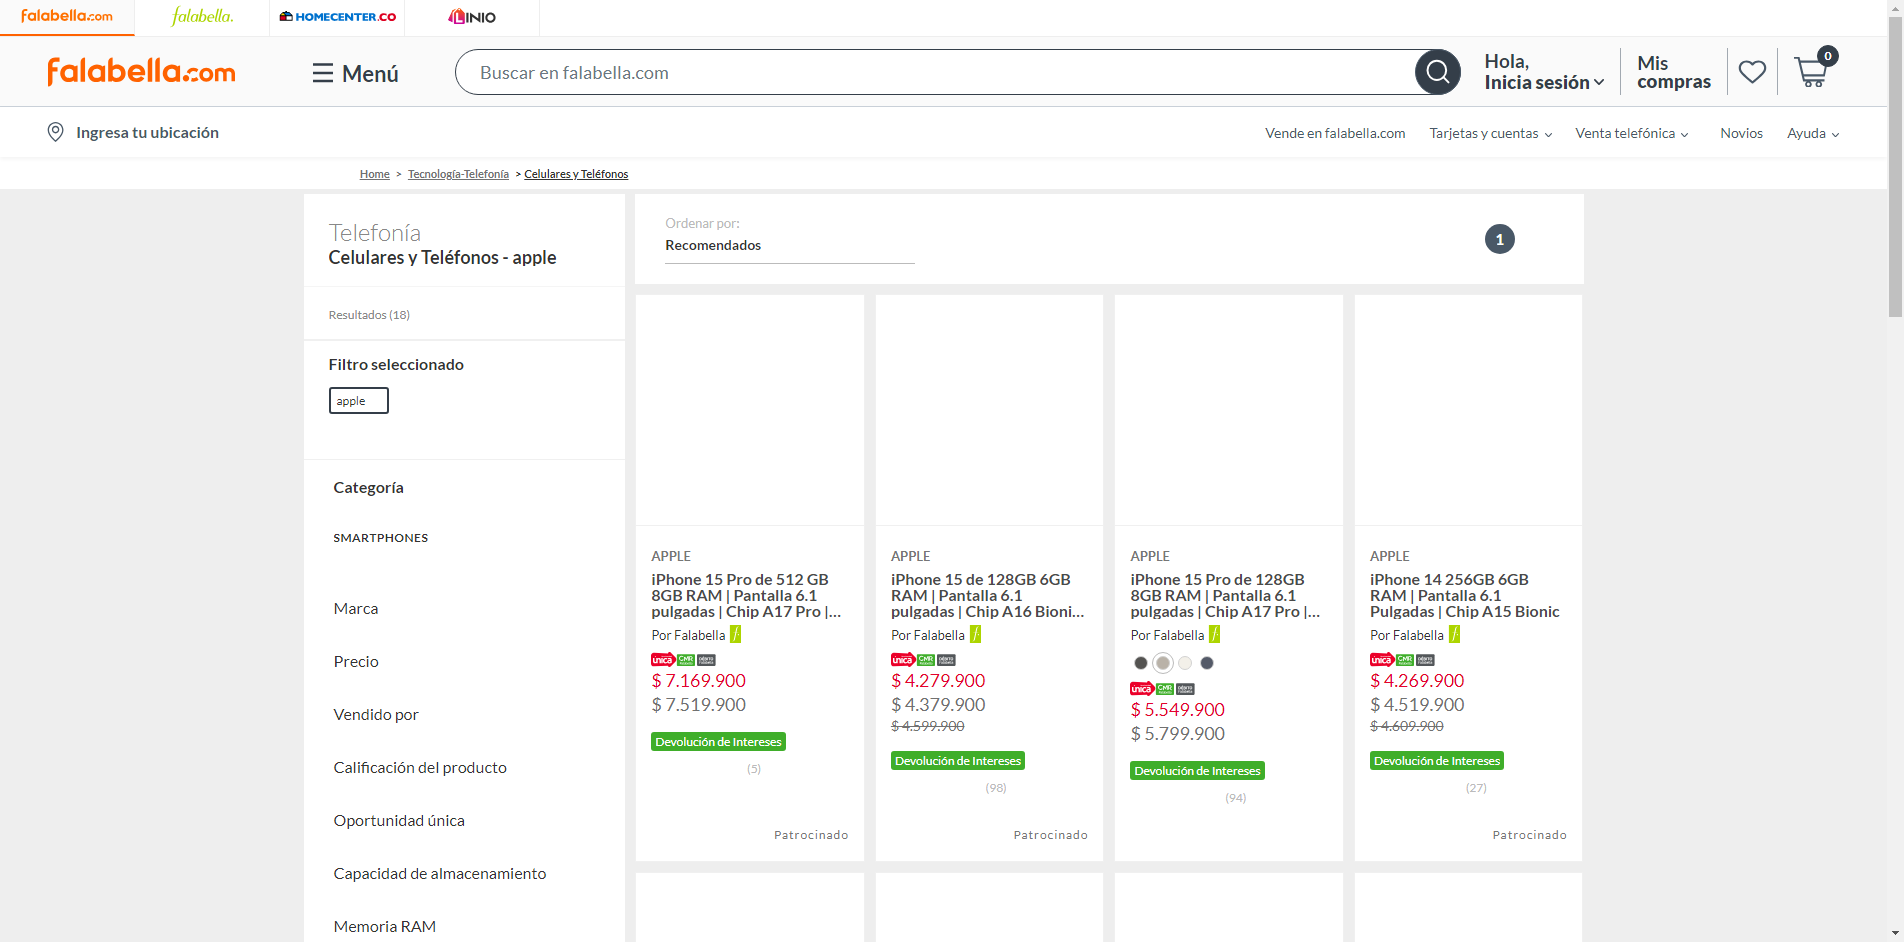 falabella.com
falabella.
HOMECENTER.CO
LINIO
falabella.com
Menú
Buscar en falabella.com
Hola,
Inicia sesión
Mis
compras
0
Ingresa tu ubicación
Vende en falabella.com
Tarjetas y cuentas
Venta telefónica
Novios
Ayuda
Home > Tecnología-Telefonía > Celulares y Teléfonos
Telefonía
Celulares y Teléfonos - apple
Resultados (18)
Filtro seleccionado
apple
Categoría
SMARTPHONES
Marca
Precio
Vendido por
Calificación del producto
Oportunidad única
Capacidad de almacenamiento
Memoria RAM
Ordenar por:
Recomendados
1
APPLE
iPhone 15 Pro de 512 GB
8GB RAM | Pantalla 6.1
pulgadas | Chip A17 Pro |...
Por Falabella
única CMR
$ 7.169.900
$ 7.519.900
Devolución de Intereses
(5)
Patrocinado
APPLE
iPhone 15 de 128GB 6GB
RAM | Pantalla 6.1
pulgadas | Chip A16 Bioni...
Por Falabella
única CMR
$ 4.279.900
$ 4.379.900
$ 4.599.900
Devolución de Intereses
(98)
Patrocinado
APPLE
iPhone 15 Pro de 128GB
8GB RAM | Pantalla 6.1
pulgadas | Chip A17 Pro |...
Por Falabella
única CMR
$ 5.549.900
$ 5.799.900
Devolución de Intereses
(94)
APPLE
iPhone 14 256GB 6GB
RAM | Pantalla 6.1
Pulgadas | Chip A15 Bionic
Por Falabella
única CMR
$ 4.269.900
$ 4.519.900
$ 4.609.900
Devolución de Intereses
(27)
Patrocinado